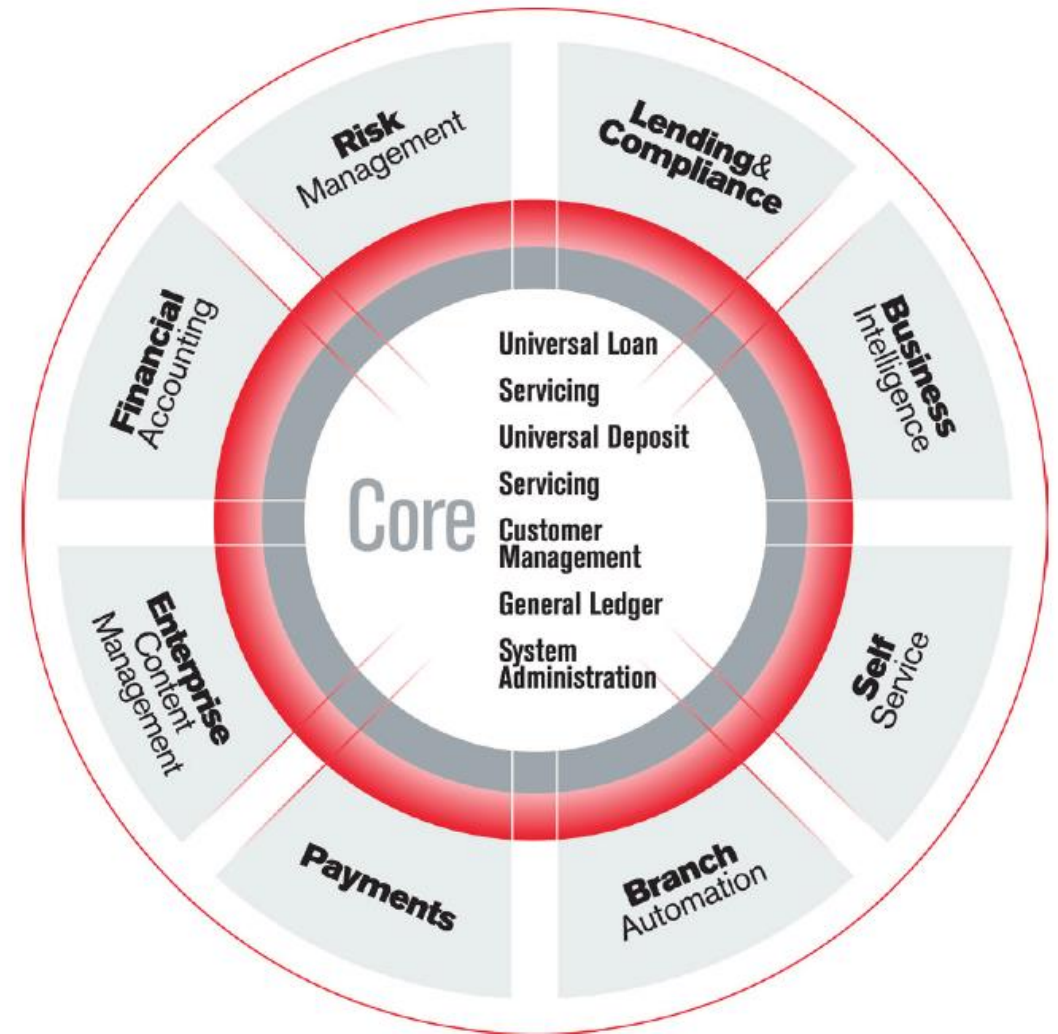 Risk
Management
Lending&
Compliance
Business
Intelligence
Self
Service
Branch
Automation
Payments
Enterprise
Content
Management
Financial
Accounting
Core
Universal Loan
Servicing
Universal Deposit
Servicing
Customer
Management
General Ledger
System
Administration